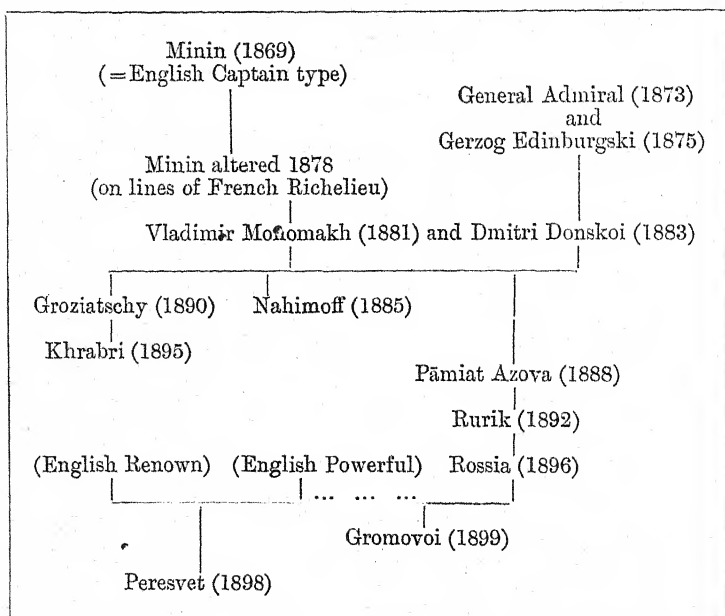 Minin (1869)
(=English Captain type)
General Admiral (1873)
and
Gerzog Edinburgski (1875)
Minin altered 1878
(on lines of French Richelieu)
Vladimir Monomakh (1881) and Dmitri Donskoi (1883)
Groziatschy (1890) Nahimoff (1885)
Khrabri (1895)
Pāmiat Azova (1888)
Rurik (1892)
(English Renown) (English Powerful) Rossia (1896)
... ... ...
Gromovoi (1899)
Peresvet (1898)